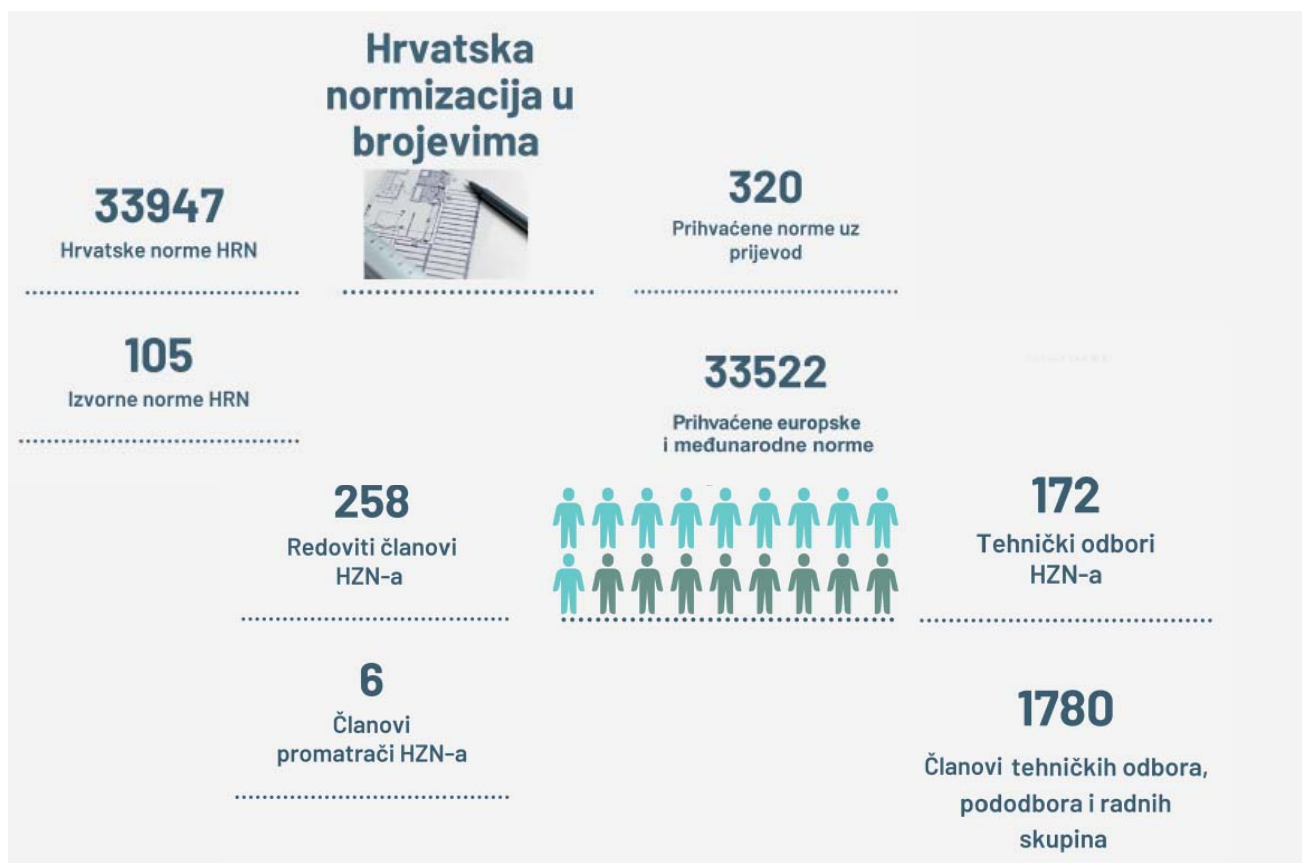 Hrvatska
normizacija u
brojevima
33947
Hrvatske norme HRN
320
Prihvaćene norme uz
prijevod
105
Izvorne norme HRN
33522
Prihvaćene europske
i međunarodne norme
258
Redoviti članovi
HZN-a
172
Tehnički odbori
HZN-a
6
Članovi
promatrači HZN-a
1780
Članovi tehničkih odbora,
pododbora i radnih
skupina